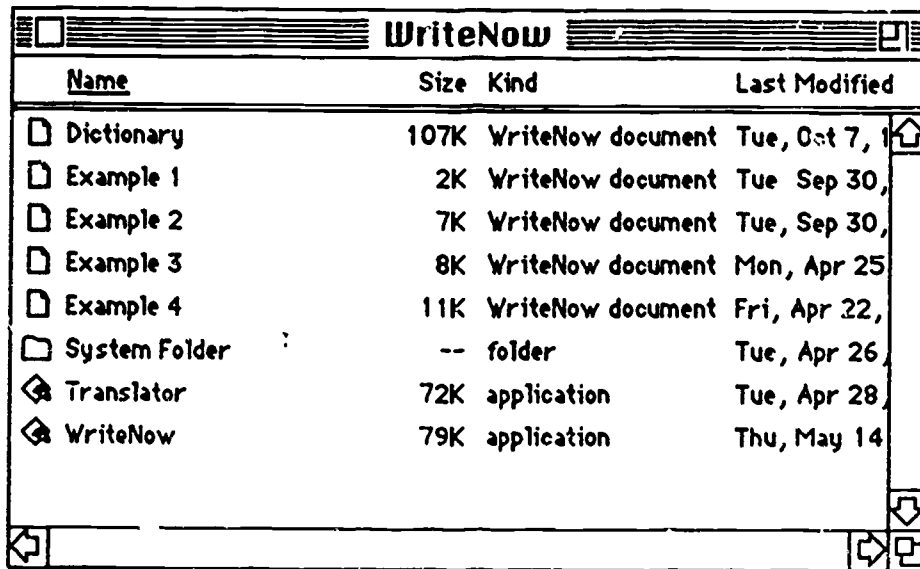 WriteNow
Name Size Kind Last Modified
Dictionary 107K WriteNow document Tue, Oct 7, 1
Example 1 2K WriteNow document Tue Sep 30,
Example 2 7K WriteNow document Tue, Sep 30,
Example 3 8K WriteNow document Mon, Apr 25
Example 4 11K WriteNow document Fri, Apr 22,
System Folder -- folder Tue, Apr 26,
Translator 72K application Tue, Apr 28,
WriteNow 79K application Thu, May 14